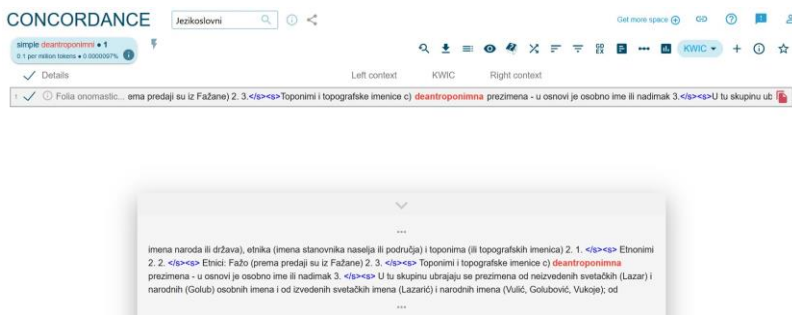 CONCORDANCE
Jezikoslovni
Get more space
simple deantroponimni • 1
0.1 per million tokens • 0.0000097%
KWIC
Details Left context KWIC Right context
1 Folia onomastic... ema predaji su iz Fažane) 2. 3.</s><s>Toponimi i topografske imenice c) deantroponimna prezimena - u osnovi je osobno ime ili nadimak 3.</s><s>U tu skupinu ub
...
imena naroda ili država), etnika (imena stanovnika naselja ili područja) i toponima (ili topografskih imenica) 2. 1. </s><s> Etnonimi
2. 2. </s><s> Etnici: Fažo (prema predaji su iz Fažane) 2. 3. </s><s> Toponimi i topografske imenice c) deantroponimna
prezimena - u osnovi je osobno ime ili nadimak 3. </s><s> U tu skupinu ubrajaju se prezimena od neizvedenih svetačkih (Lazar) i
narodnih (Golub) osobnih imena i od izvedenih svetačkih imena (Lazarić) i narodnih imena (Vulić, Golubović, Vukoje); od
...